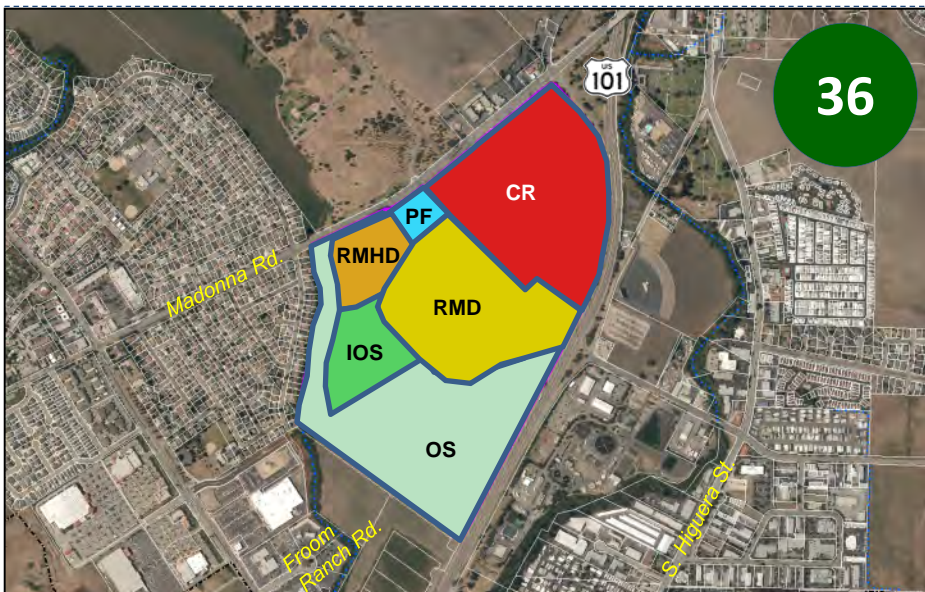 US
101
36
CR
PF
RMHD
Madonna Rd.
RMD
IOS
OS
S. Higuera St.
Froom
Ranch Rd.